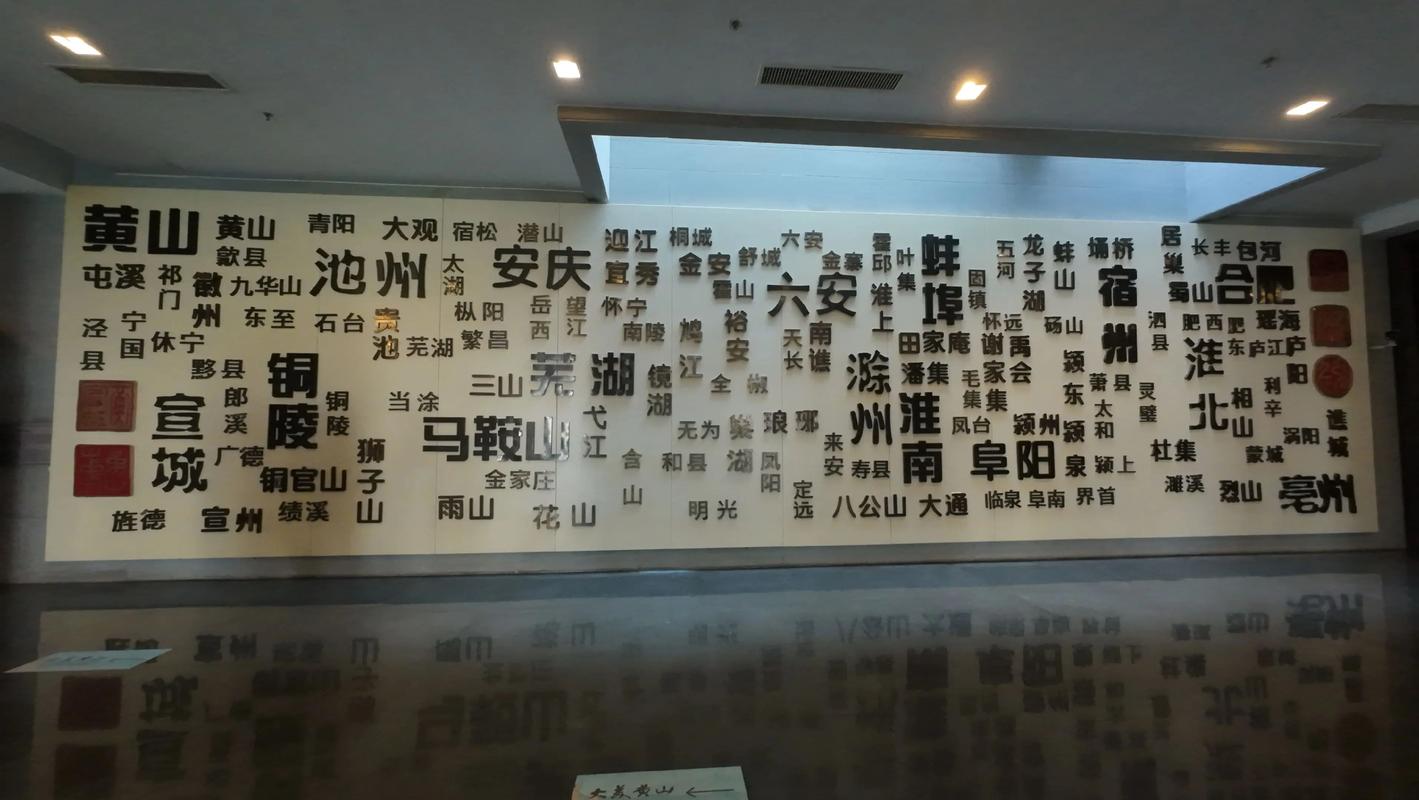 黄山
黄山
青阳
大观
宿松
潜山
迎江
桐城
六安
霍邱
叶集
蚌埠
五河
龙子湖
蚌山
埇桥
居巢
长丰
包河
屯溪
祁门
歙县
徽州
九华山
池州
太湖
安庆
宜秀
金安
舒城
金寨
霍山
六安
淮上
固镇
宿州
蜀山
合肥
泾县
宁国
休宁
东至
石台
贵池
芜湖
枞阳
繁昌
岳西
望江
怀宁
南陵
鸠江
裕安
天长
南谯
田家庵
怀远
谢家集
禹会
砀山
泗县
肥西
肥东
瑶海
庐江
庐阳
黟县
郎溪
铜陵
铜陵
当涂
三山
芜湖
镜湖
全椒
滁州
潘集
毛集
颍东
萧县
灵璧
淮北
相山
利辛
谯城
宣城
广德
狮子山
马鞍山
弋江
无为
琅琊
来安
淮南
凤台
颍州
颍泉
太和
杜集
蒙城
涡阳
铜官山
金家庄
含山
和县
凤阳
定远
寿县
阜阳
颍上
濉溪
烈山
亳州
旌德
宣州
绩溪
雨山
花山
明光
八公山
大通
临泉
阜南
界首
大美黄山 ←